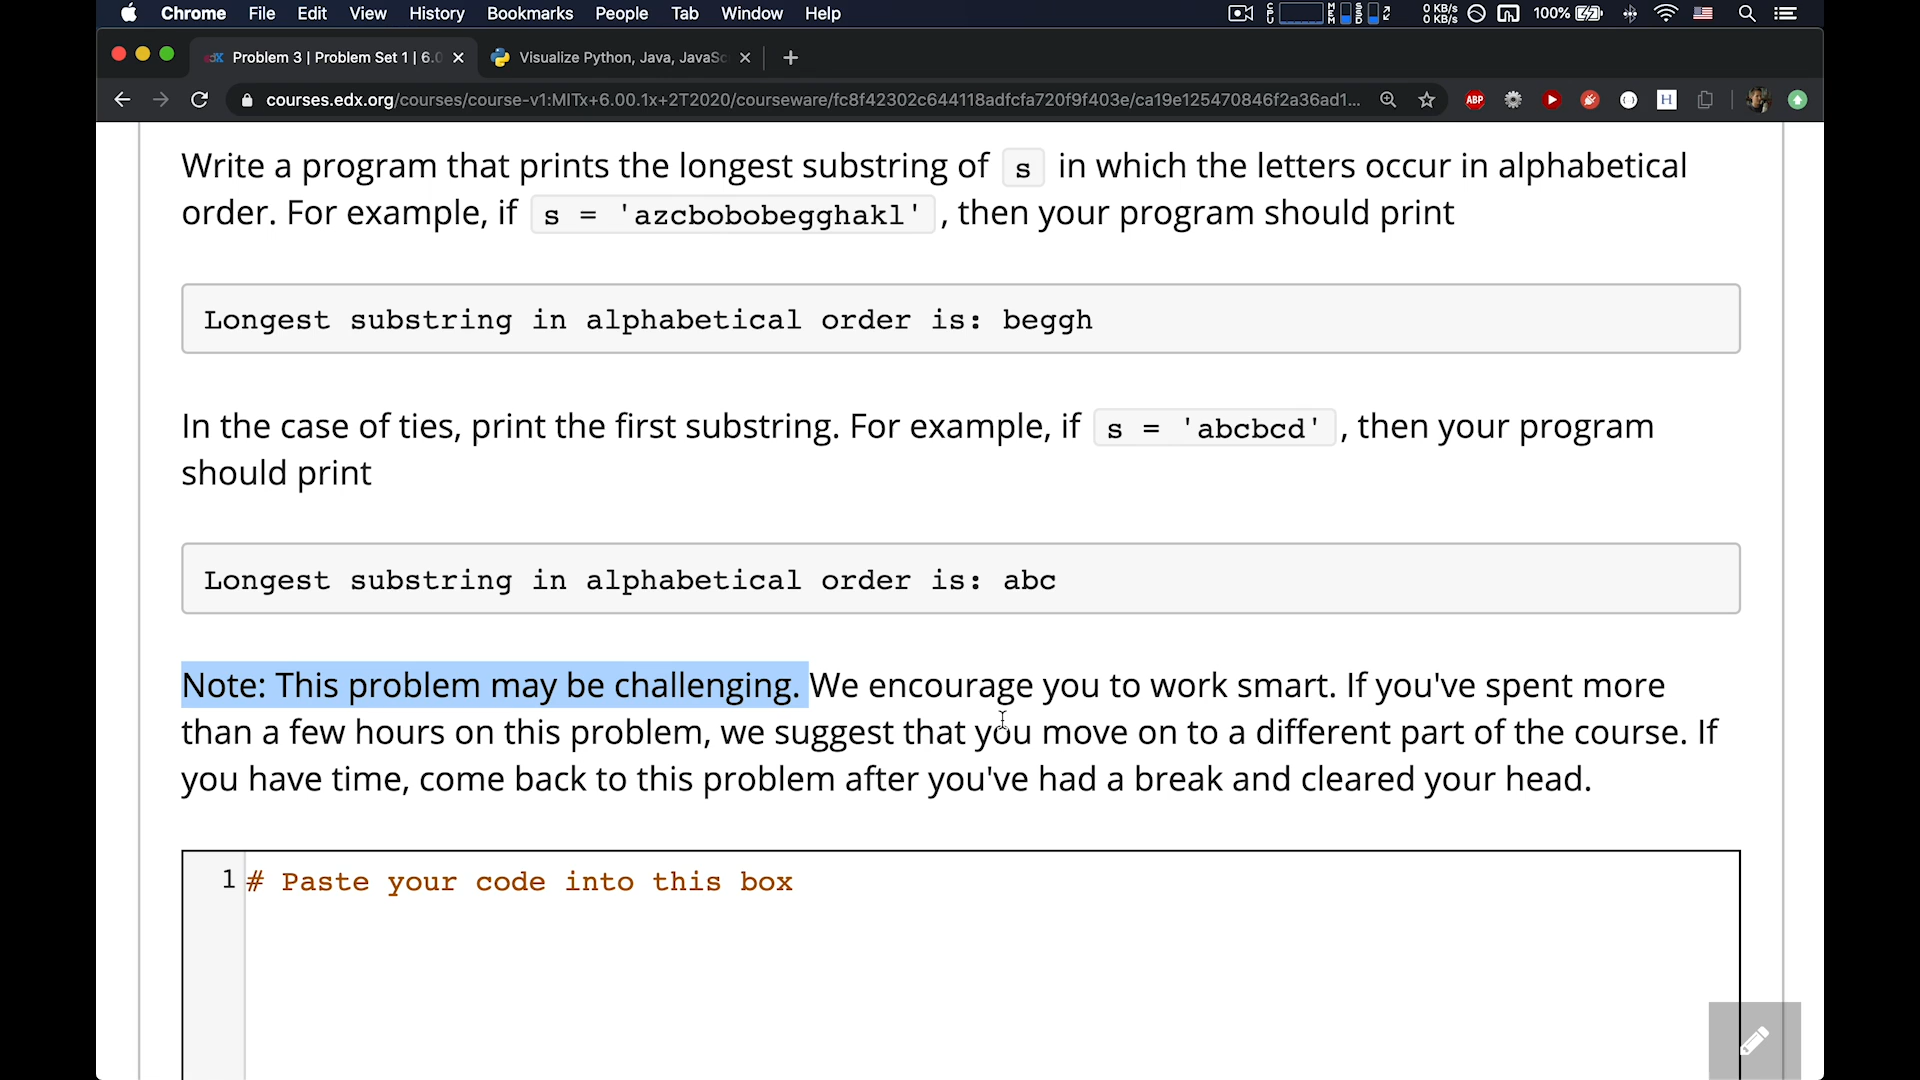 Chrome File Edit View History Bookmarks People Tab Window Help 0 KB/s 0 KB/s 100%
Problem 3 | Problem Set 1 | 6.0 Visualize Python, Java, JavaSc
courses.edx.org/courses/course-v1:MITx+6.00.1x+2T2020/courseware/fc8f42302c644118adfcfa720f9f403e/ca19e125470846f2a36ad1... ABP H
Write a program that prints the longest substring of s in which the letters occur in alphabetical
order. For example, if s = 'azcbobobegghakl' , then your program should print
Longest substring in alphabetical order is: beggh
In the case of ties, print the first substring. For example, if s = 'abcbcd' , then your program
should print
Longest substring in alphabetical order is: abc
Note: This problem may be challenging. We encourage you to work smart. If you've spent more
than a few hours on this problem, we suggest that you move on to a different part of the course. If
you have time, come back to this problem after you've had a break and cleared your head.
1 # Paste your code into this box